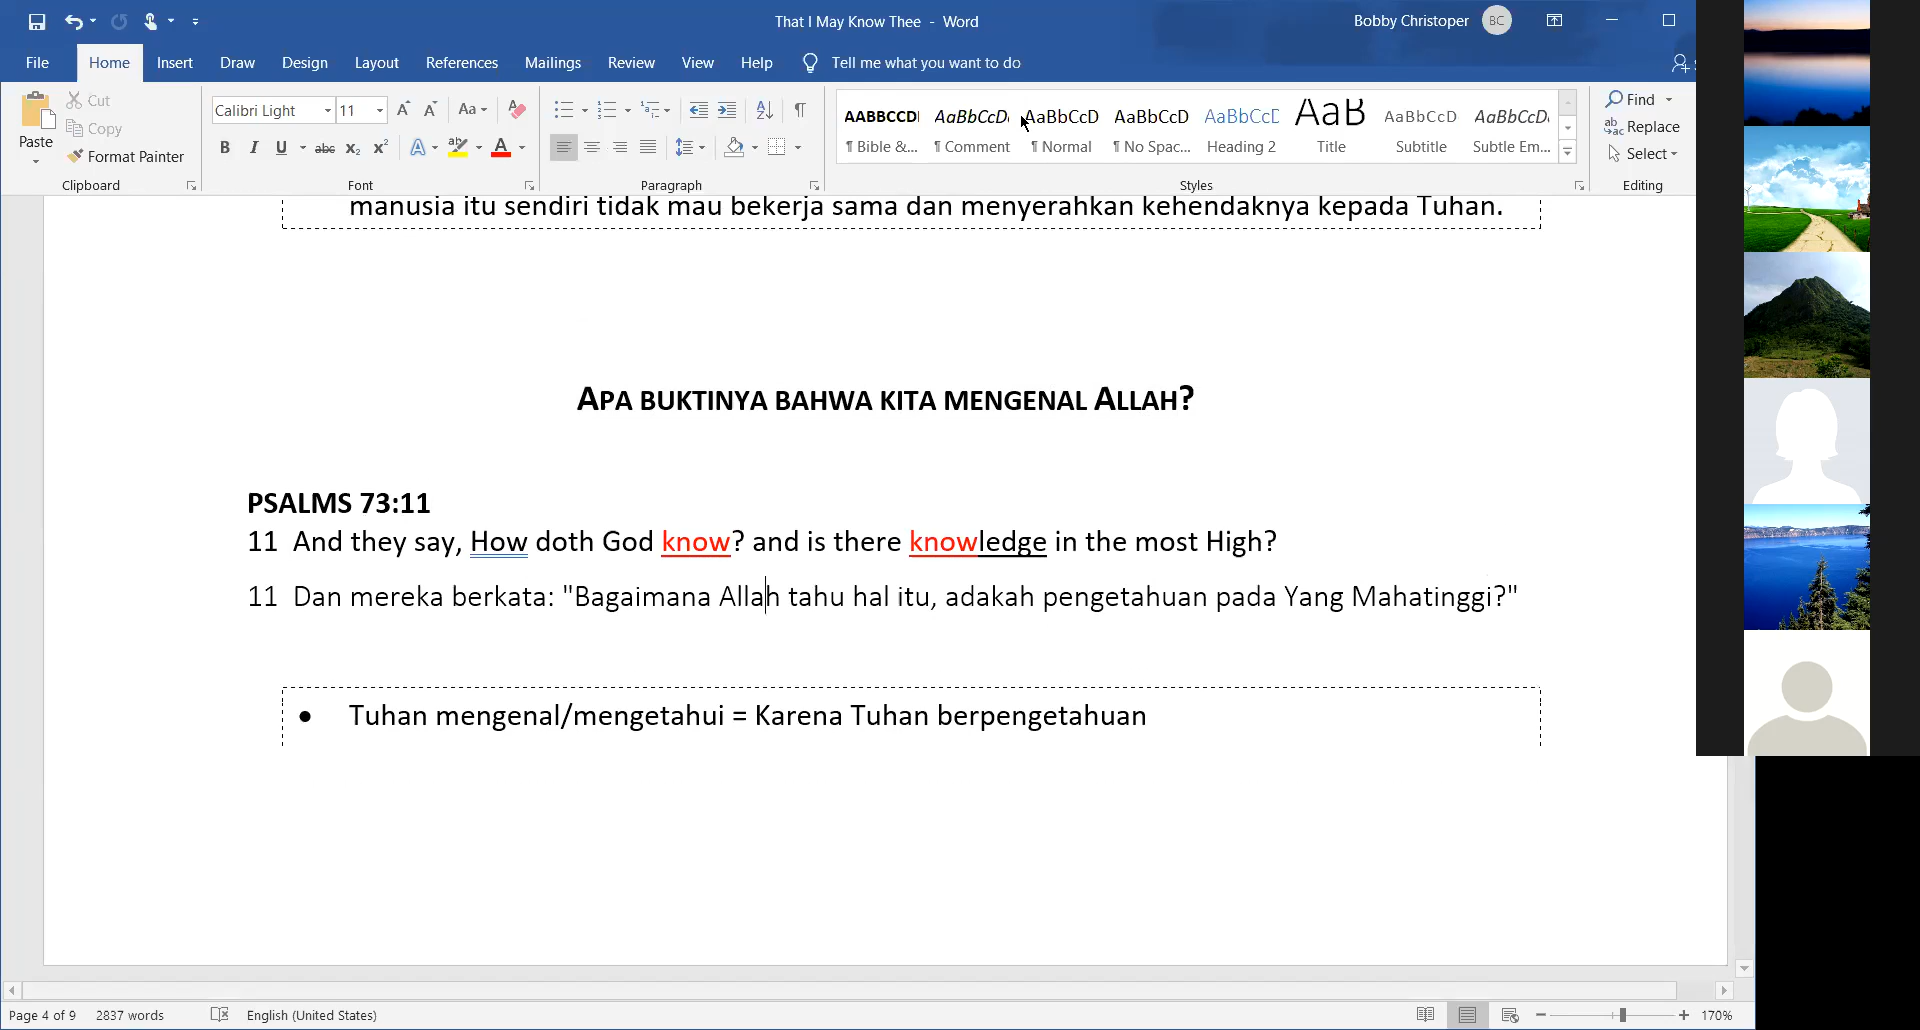 That I May Know Thee - Word
Bobby Christoper BC
File Home Insert Draw Design Layout References Mailings Review View Help Tell me what you want to do
Paste
Cut
Copy
Format Painter
Clipboard
Calibri Light 11
Font
Paragraph
AABBCCDI AaBbCcDı AaBbCcD AaBbCcD AaBbCcD AaB AaBbCcD AaBbCcDı
¶ Bible &... ¶ Comment ¶ Normal ¶ No Spac... Heading 2 Title Subtitle Subtle Em...
Styles
Find
Replace
Select
Editing
manusia itu sendiri tidak mau bekerja sama dan menyerahkan kehendaknya kepada Tuhan.
APA BUKTINYA BAHWA KITA MENGENAL ALLAH?
PSALMS 73:11
11 And they say, How doth God know? and is there knowledge in the most High?
11 Dan mereka berkata: "Bagaimana Allah tahu hal itu, adakah pengetahuan pada Yang Mahatinggi?"
• Tuhan mengenal/mengetahui = Karena Tuhan berpengetahuan
Page 4 of 9 2837 words English (United States) 170%